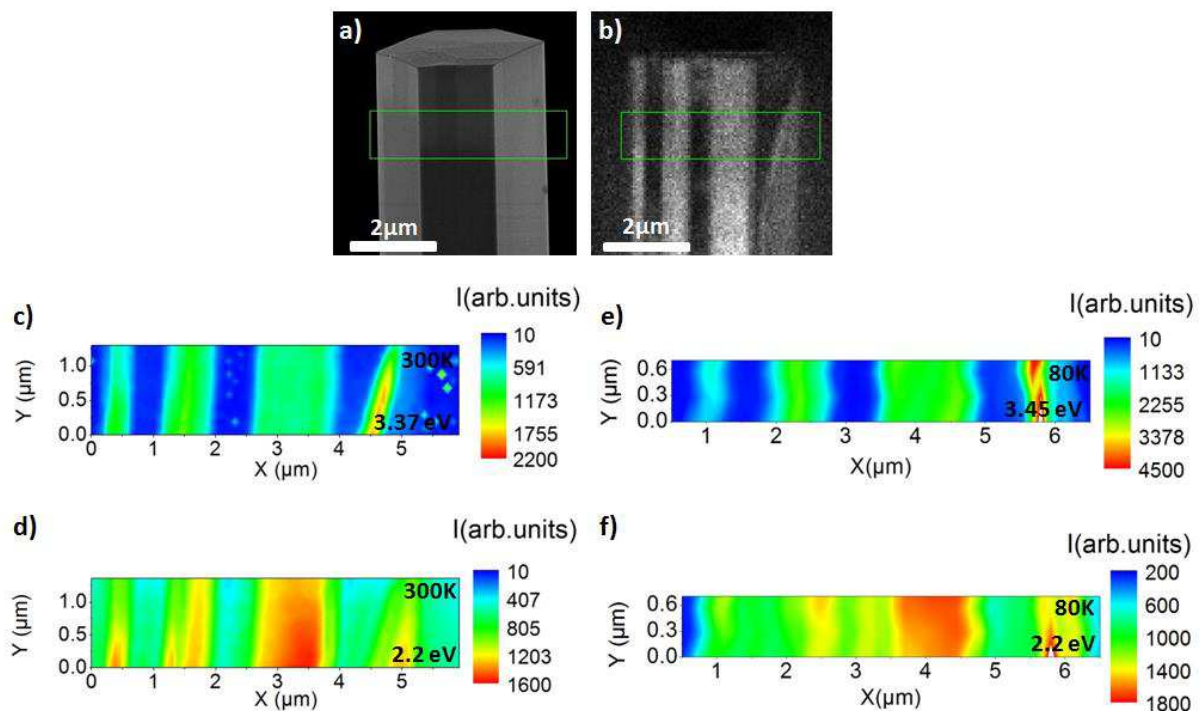 a)
b)
2µm
2µm
I(arb.units)
c)
300K
3.37 eV
Y (µm)
1.0
0.5
0.0
0 1 2 3 4 5
X (µm)
10
591
1173
1755
2200
I(arb.units)
e)
80K
3.45 eV
Y (µm)
0.6
0.3
0.0
1 2 3 4 5 6
X(µm)
10
1133
2255
3378
4500
I(arb.units)
d)
300K
2.2 eV
Y (µm)
1.0
0.5
0.0
0 1 2 3 4 5
X (µm)
10
407
805
1203
1600
I(arb.units)
f)
80K
2.2 eV
Y (µm)
0.6
0.3
0.0
1 2 3 4 5 6
X(µm)
200
600
1000
1400
1800